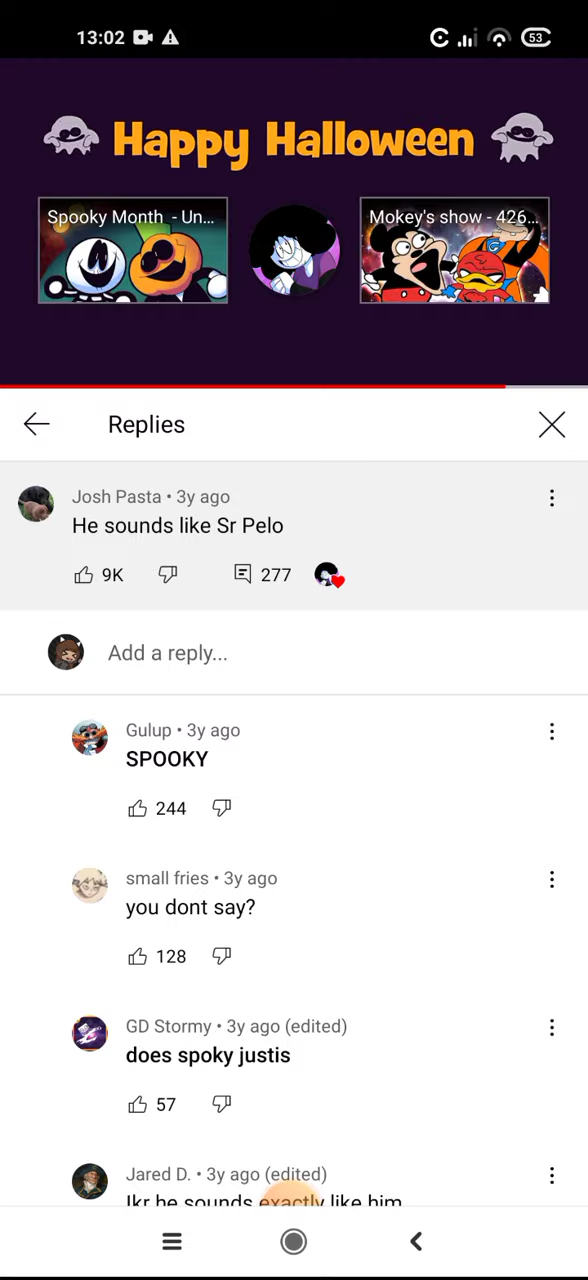 13:02
53
Happy Halloween
Spooky Month - Un...
Mokey's show - 426...
Replies
Josh Pasta • 3y ago
He sounds like Sr Pelo
9K
277
Add a reply...
Gulup • 3y ago
SPOOKY
244
small fries • 3y ago
you dont say?
128
GD Stormy • 3y ago (edited)
does spoky justis
57
Jared D. • 3y ago (edited)
Ikr he sounds exactly like him